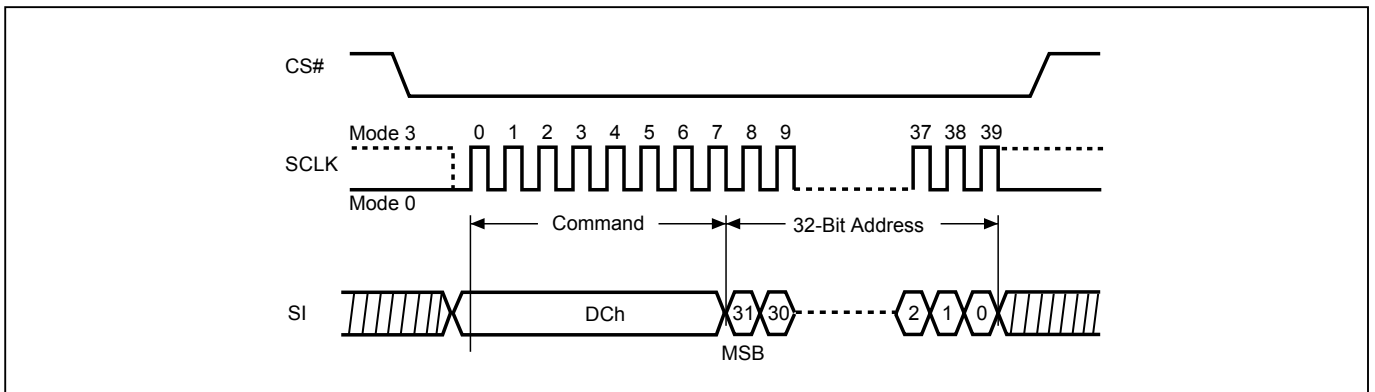 CS#
Mode 3 0 1 2 3 4 5 6 7 8 9 37 38 39
SCLK
Mode 0
Command 32-Bit Address
SI DCh 31 30 2 1 0
MSB